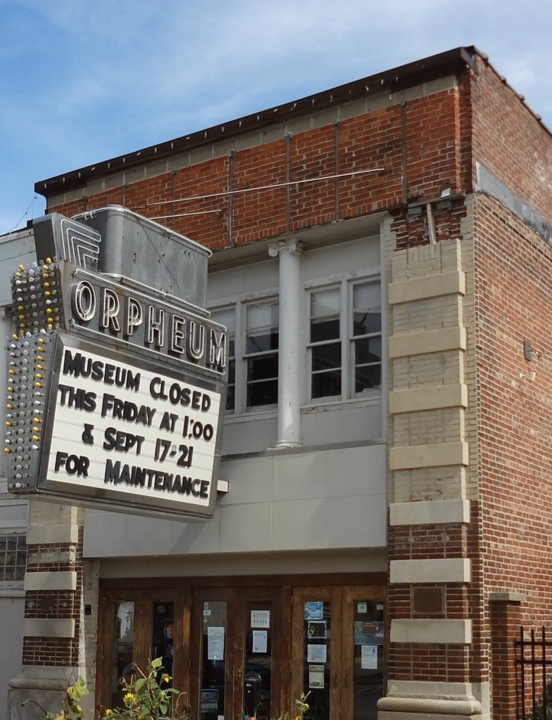 ORPHEUM
MUSEUM CLOSED
THIS FRIDAY AT 1:00
& SEPT 17-21
FOR MAINTENANCE